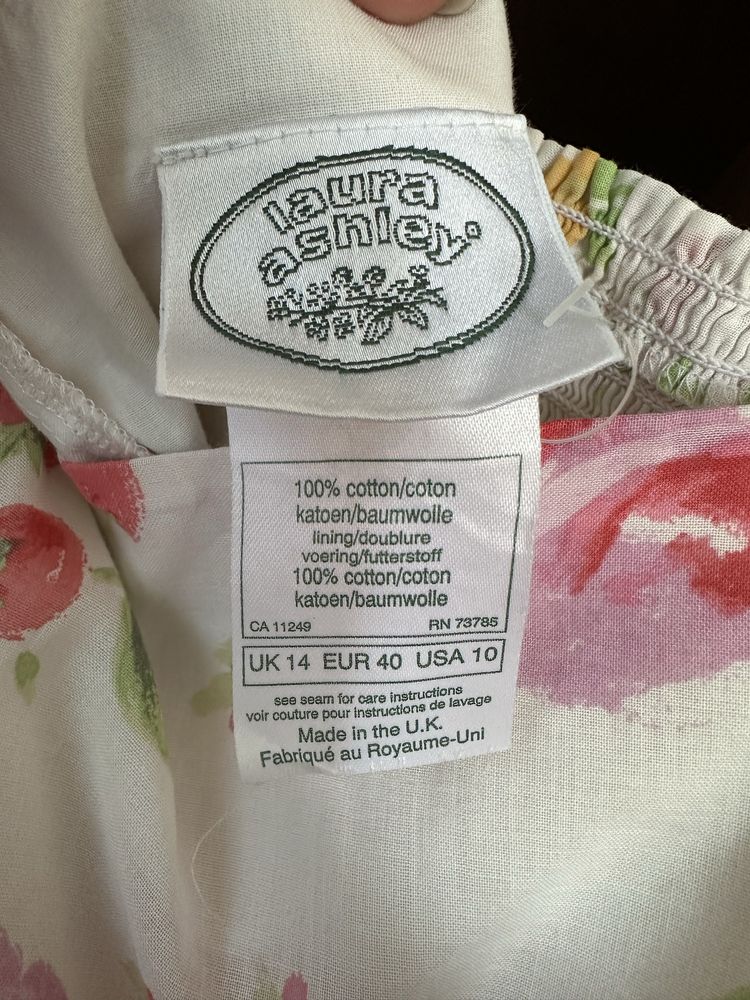 laura
ashley
100% cotton/coton
katoen/baumwolle
lining/doublure
voering/futterstoff
100% cotton/coton
katoen/baumwolle
CA 11249 RN 73785
UK 14 EUR 40 USA 10
see seam for care instructions
voir couture pour instructions de lavage
Made in the U.K.
Fabriqué au Royaume-Uni